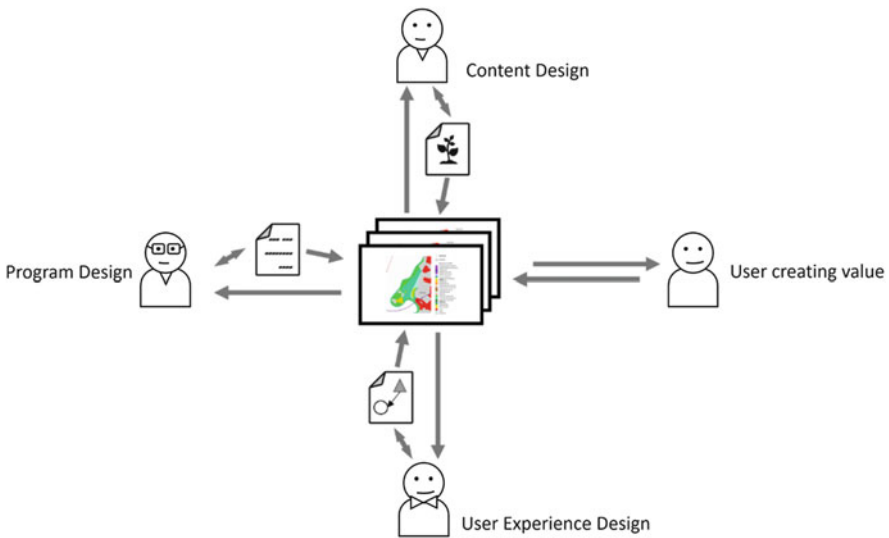 Content Design
Program Design
User creating value
User Experience Design